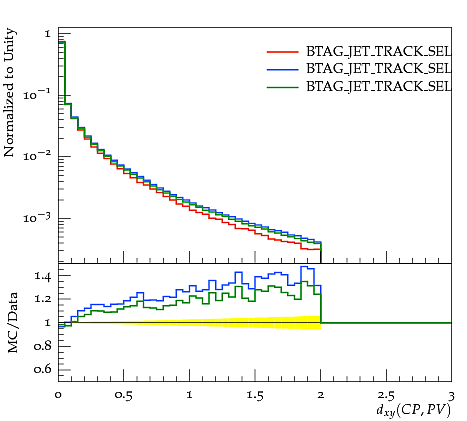 Normalized to Unity
1
10−1
10−2
10−3
BTAG_JET_TRACK_SEL
BTAG_JET_TRACK_SEL
BTAG_JET_TRACK_SEL
MC/Data
1.4
1.2
1
0.8
0.6
0 0.5 1 1.5 2 2.5 3
dxy(CP, PV)